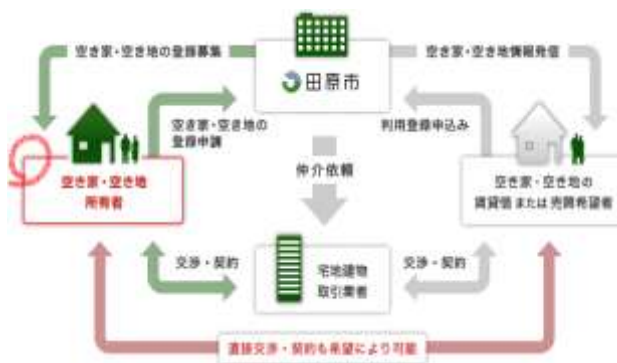 空き家・空き地の登録募集
田原市
空き家・空き地情報発信
空き家・空き地の
登録申請
利用登録申込み
仲介依頼
空き家・空き地
所有者
空き家・空き地の
賃貸借または売買希望者
交渉・契約
宅地建物
取引業者
交渉・契約
直接交渉・契約も希望により可能